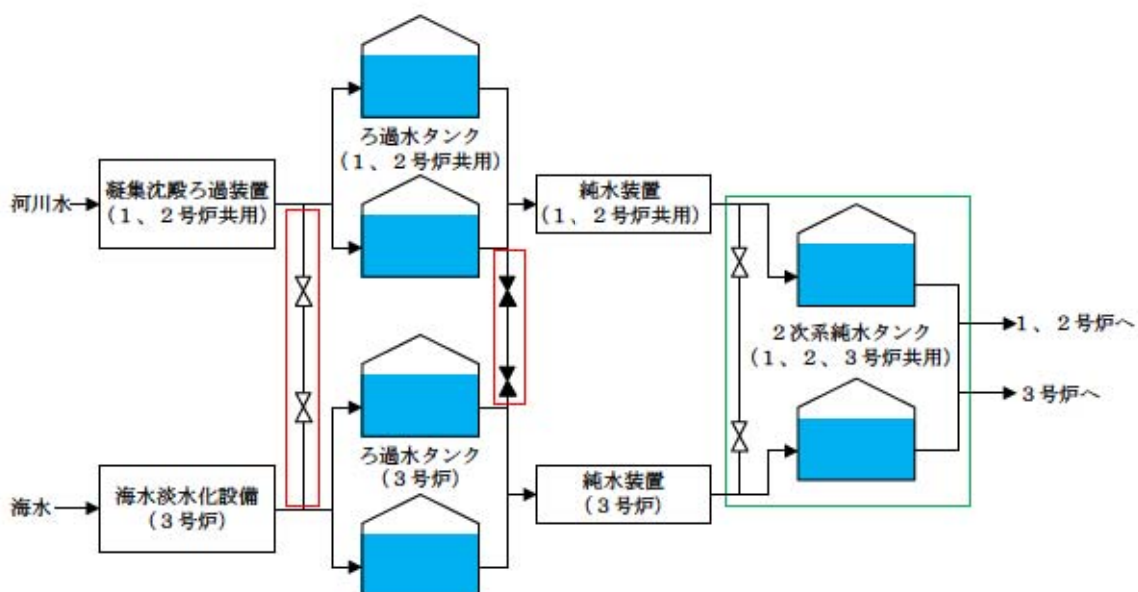 ろ過水タンク
(1、2号炉共用)
河川水
凝集沈殿ろ過装置
(1、2号炉共用)
純水装置
(1、2号炉共用)
2次系純水タンク
(1、2、3号炉共用)
1、2号炉へ
3号炉へ
ろ過水タンク
(3号炉)
海水
海水淡水化設備
(3号炉)
純水装置
(3号炉)